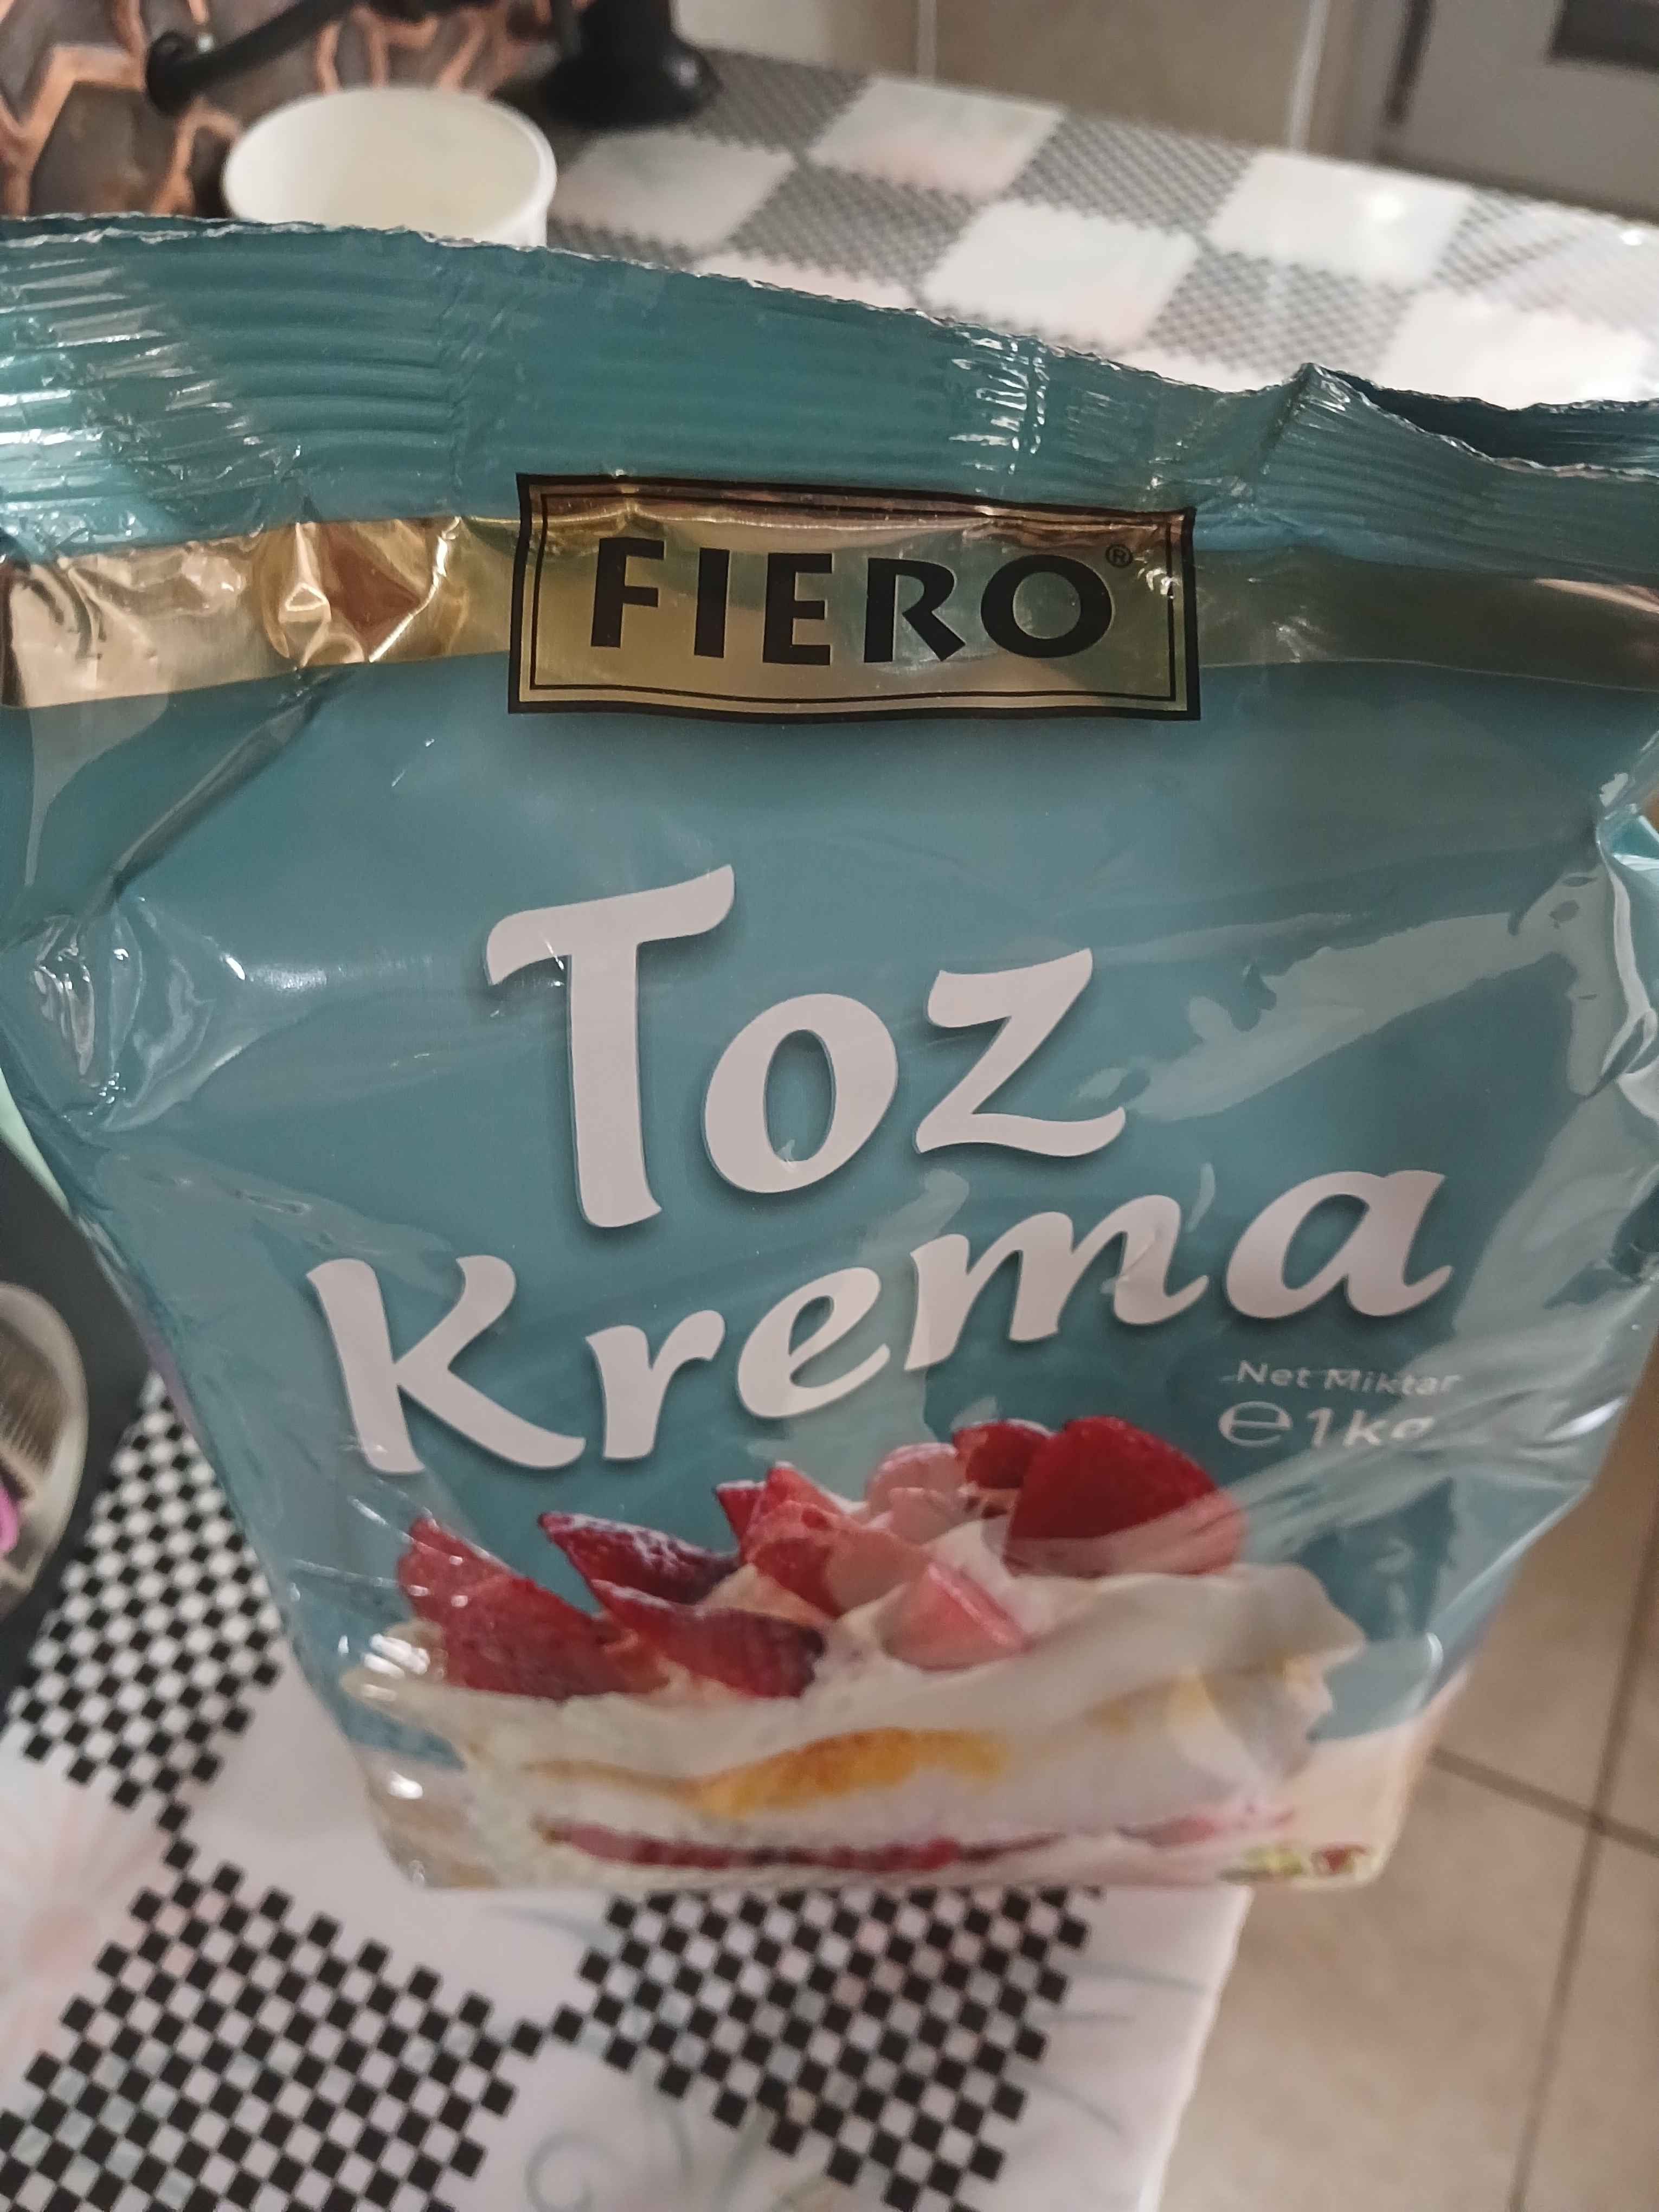 FIERO®
Toz
Krema
Net Miktar
℮ 1kg